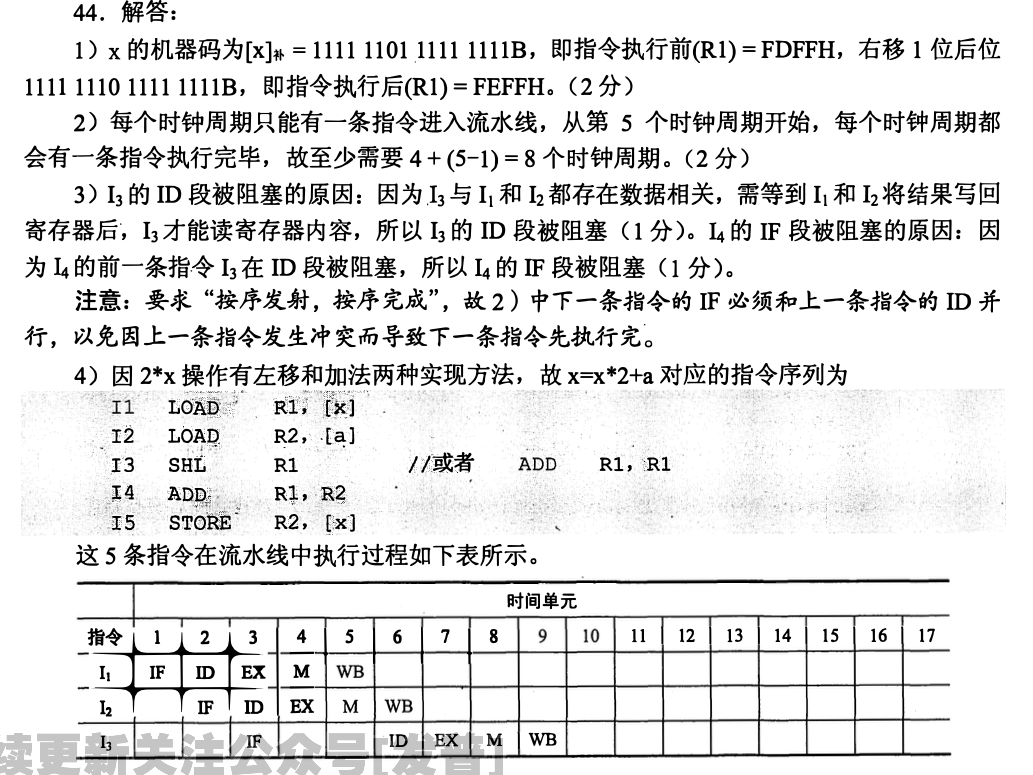 44．解答：
1）x 的机器码为[x]补 = 1111 1101 1111 1111B，即指令执行前(R1) = FDFFH，右移 1 位后位
1111 1110 1111 1111B，即指令执行后(R1) = FEFFH。（2 分）
2）每个时钟周期只能有一条指令进入流水线，从第 5 个时钟周期开始，每个时钟周期都
会有一条指令执行完毕，故至少需要 4 + (5−1) = 8 个时钟周期。（2 分）
3）I3 的 ID 段被阻塞的原因：因为 I3 与 I1 和 I2 都存在数据相关，需等到 I1 和 I2 将结果写回
寄存器后，I3 才能读寄存器内容，所以 I3 的 ID 段被阻塞（1 分）。I4 的 IF 段被阻塞的原因：因
为 I4 的前一条指令 I3 在 ID 段被阻塞，所以 I4 的 IF 段被阻塞（1 分）。
注意：要求“按序发射，按序完成”，故 2）中下一条指令的 IF 必须和上一条指令的 ID 并
行，以免因上一条指令发生冲突而导致下一条指令先执行完。
4）因 2*x 操作有左移和加法两种实现方法，故 x=x*2+a 对应的指令序列为
I1 LOAD R1，[x]
I2 LOAD R2，[a]
I3 SHL R1 //或者 ADD R1，R1
I4 ADD R1，R2
I5 STORE R2，[x]
这 5 条指令在流水线中执行过程如下表所示。
时间单元
指令 1 2 3 4 5 6 7 8 9 10 11 12 13 14 15 16 17
I1 IF ID EX M WB
I2 IF ID EX M WB
I3 IF ID EX M WB
续更新关注公众号[发普]